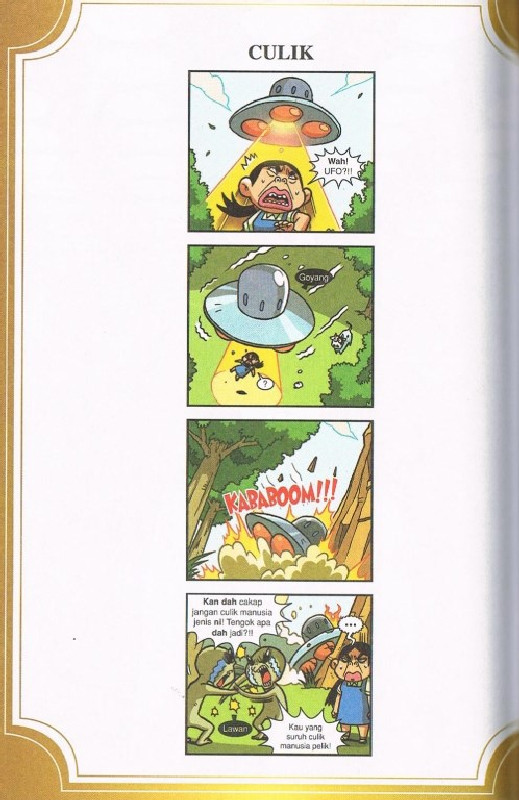 CULIK
Wah!
UFO?!!
Goyang
?
KABABOOM!!!
Kan dah cakap
jangan culik manusia
jenis ni! Tengok apa
dah jadi?!!
...
Lawan
Kau yang
suruh culik
manusia pelik!